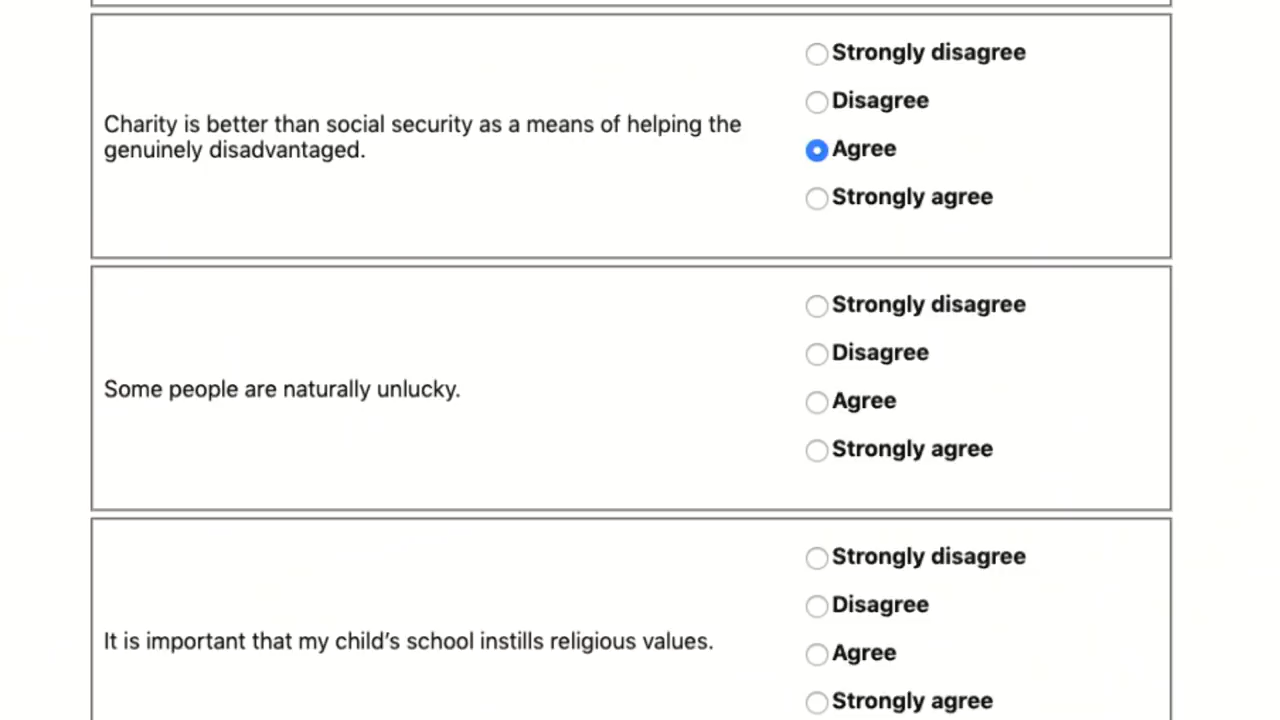 Strongly disagree
Disagree
Charity is better than social security as a means of helping the
genuinely disadvantaged.
Agree
Strongly agree
Strongly disagree
Disagree
Some people are naturally unlucky.
Agree
Strongly agree
Strongly disagree
Disagree
It is important that my child’s school instills religious values.
Agree
Strongly agree